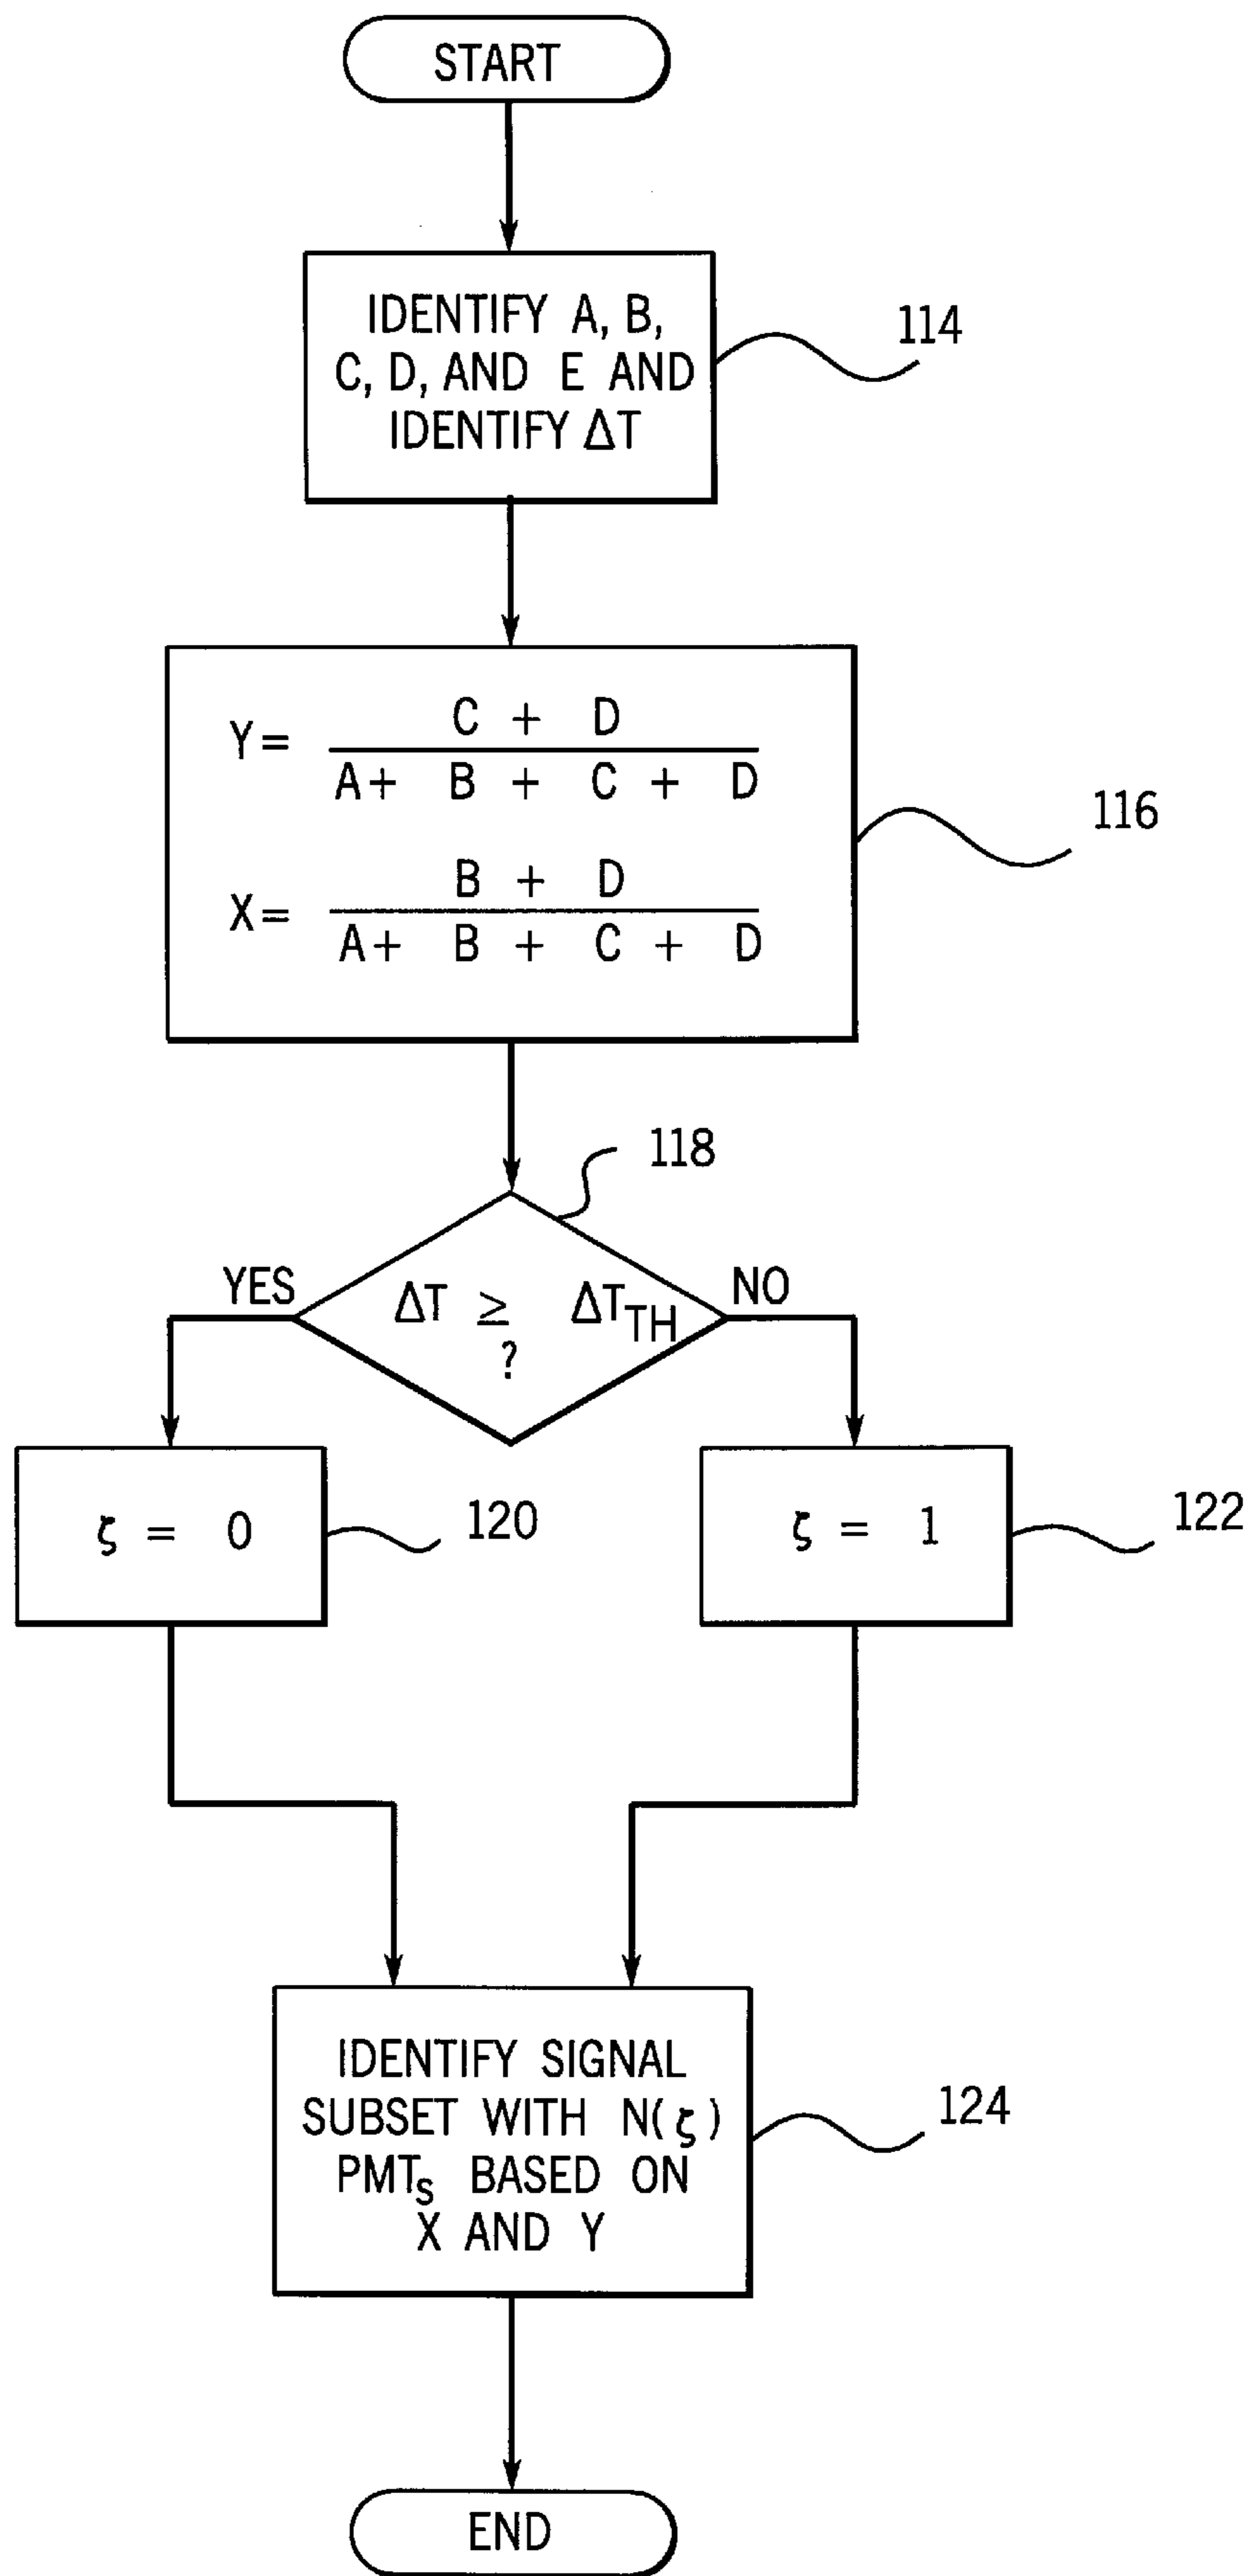 START
IDENTIFY A, B,
C, D, AND E AND
IDENTIFY ΔT
114
Y= C + D
A+ B + C + D
X= B + D
A+ B + C + D
116
118
YES
ΔT ≥ ΔT_TH
?
NO
ζ = 0
120
ζ = 1
122
IDENTIFY SIGNAL
SUBSET WITH N(ζ)
PMTS BASED ON
X AND Y
124
END